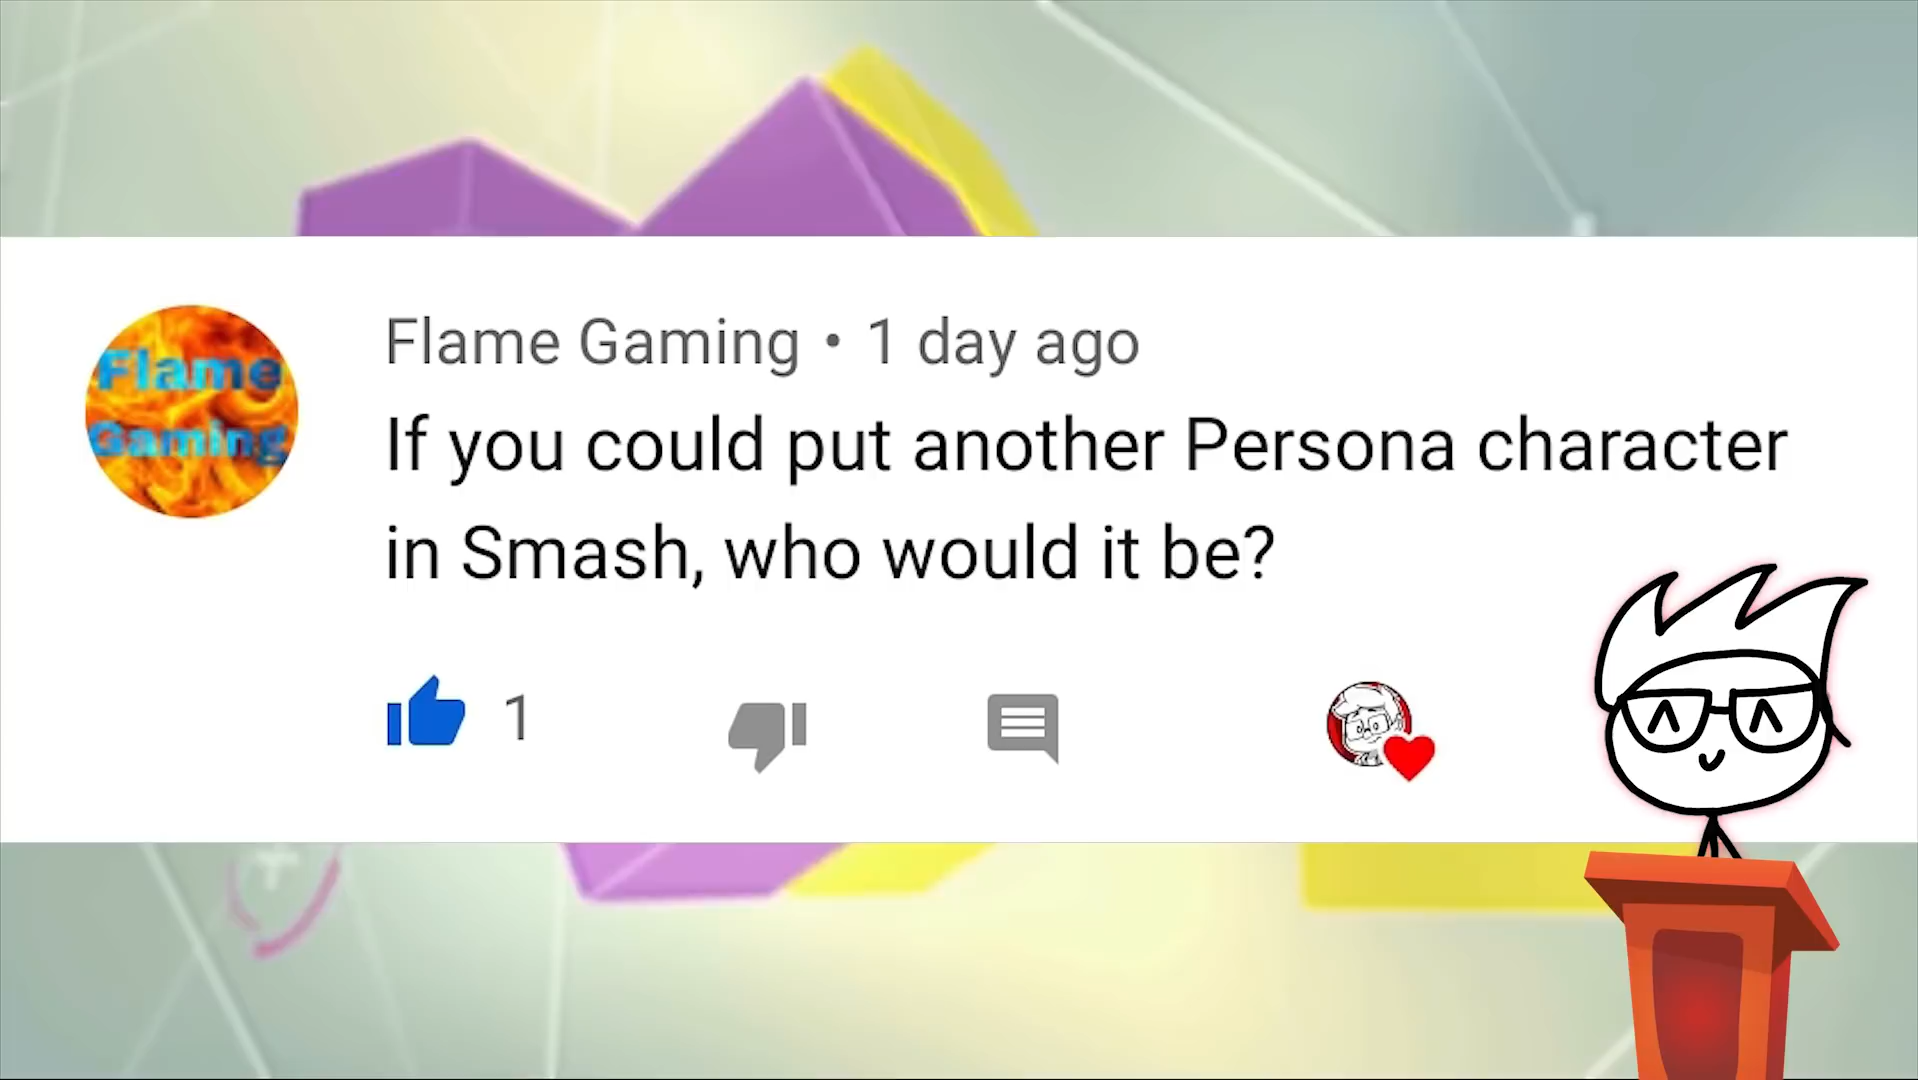 Flame
Gaming
Flame Gaming • 1 day ago
If you could put another Persona character
in Smash, who would it be?
1